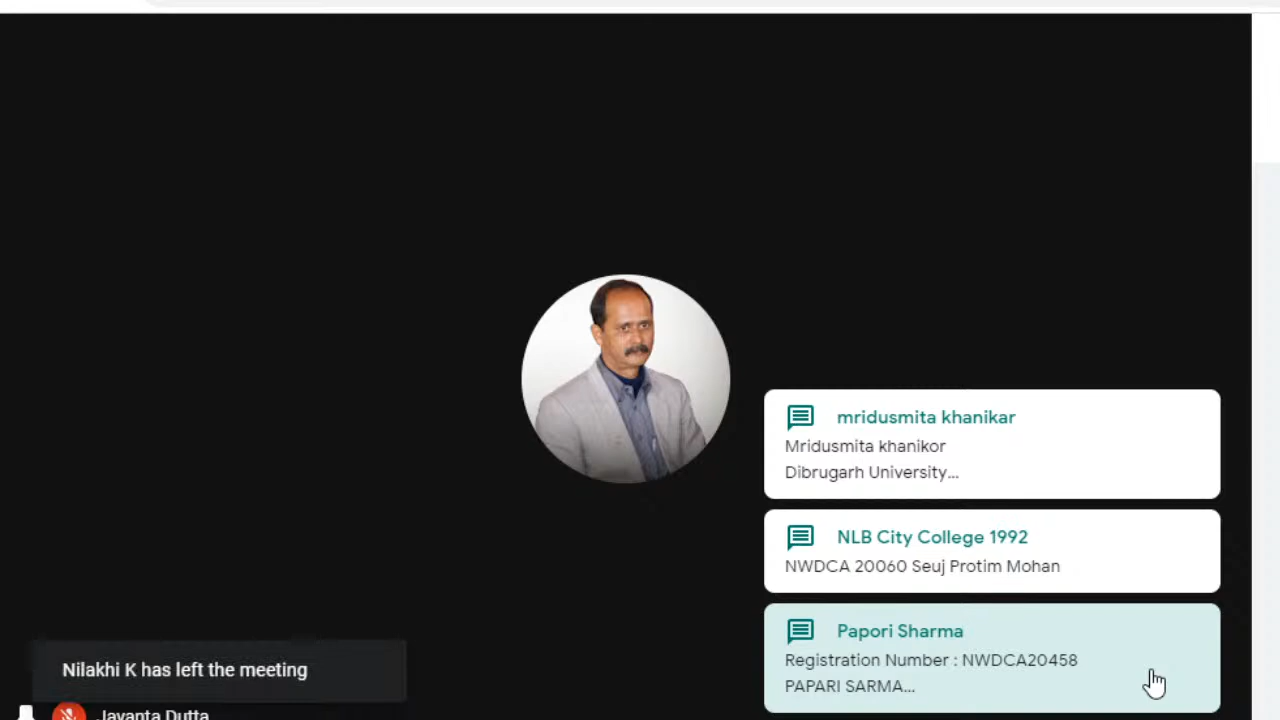 mridusmita khanikar
Mridusmita khanikor
Dibrugarh University...
NLB City College 1992
NWDCA 20060 Seuj Protim Mohan
Papori Sharma
Registration Number : NWDCA20458
PAPARI SARMA...
Nilakhi K has left the meeting
Jayanta Dutta